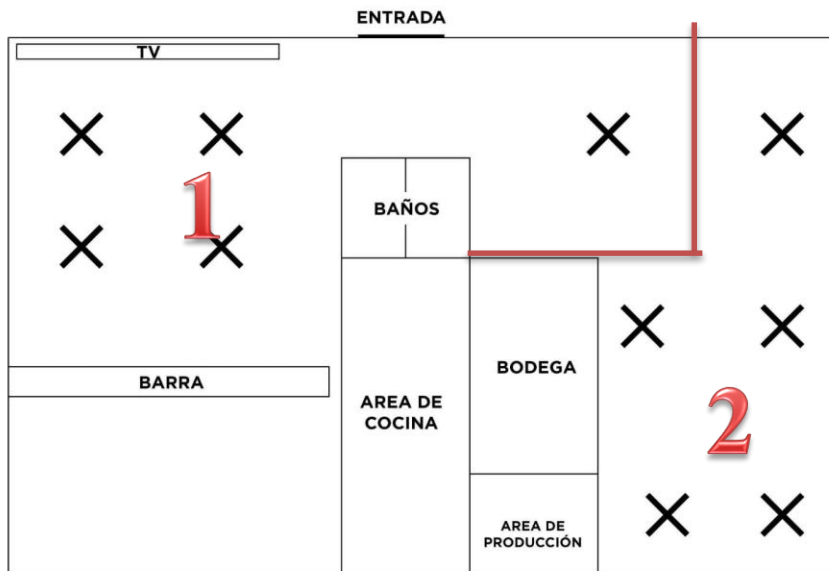 ENTRADA
TV
1
BAÑOS
BARRA
AREA DE
COCINA
BODEGA
2
AREA DE
PRODUCCIÓN